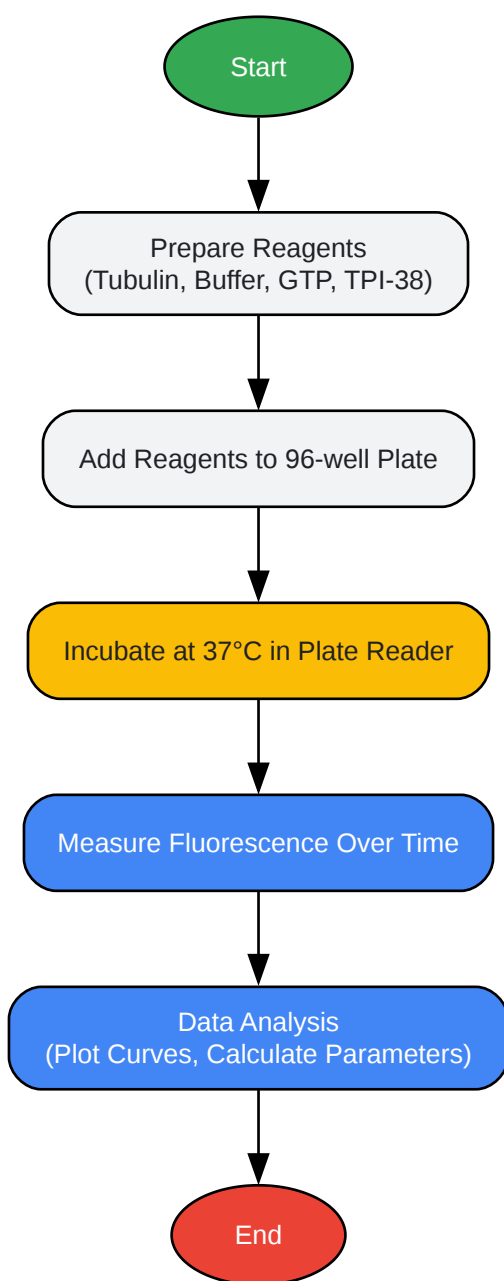 Start
Prepare Reagents
(Tubulin, Buffer, GTP, TPI-38)
Add Reagents to 96-well Plate
Incubate at 37°C in Plate Reader
Measure Fluorescence Over Time
Data Analysis
(Plot Curves, Calculate Parameters)
End